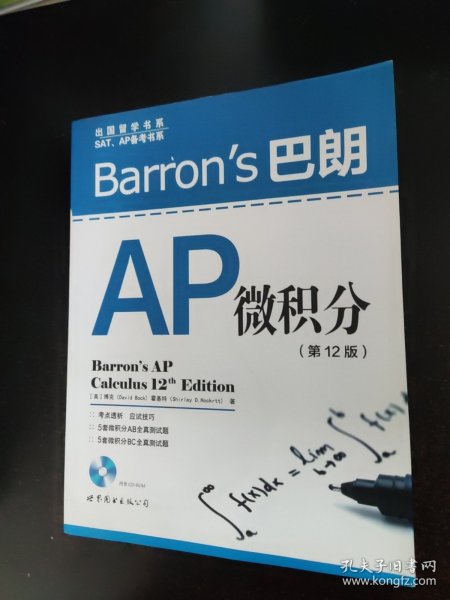 出国留学书系
SAT、AP备考书系
Barron's 巴朗
AP 微积分
(第12版)
Barron's AP
Calculus 12th Edition
[美] 博克 (David Bock) 霍基特 (Shirley O. Hockett) 著
:: 考点透析 应试技巧
:: 5套微积分AB全真测试题
:: 5套微积分BC全真测试题
附赠CD-ROM
世界图书出版公司
∫a∞ f(x)dx = lim b→∞ ∫ab f(x)
孔夫子旧书网
www.kongfz.com